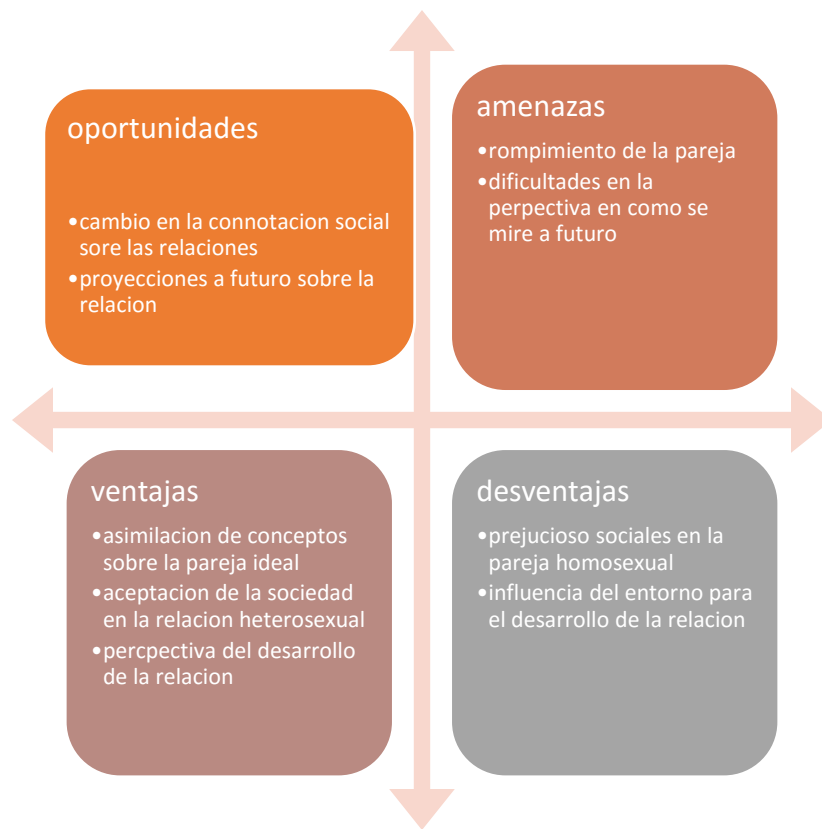 oportunidades
•cambio en la connotacion social
sore las relaciones
•proyecciones a futuro sobre la
relacion
amenazas
•rompimiento de la pareja
•dificultades en la
perpectiva en como se
mire a futuro
ventajas
•asimilacion de conceptos
sobre la pareja ideal
•aceptacion de la sociedad
en la relacion heterosexual
•percpectiva del desarrollo
de la relacion
desventajas
•prejucioso sociales en la
pareja homosexual
•influencia del entorno para
el desarrollo de la relacion